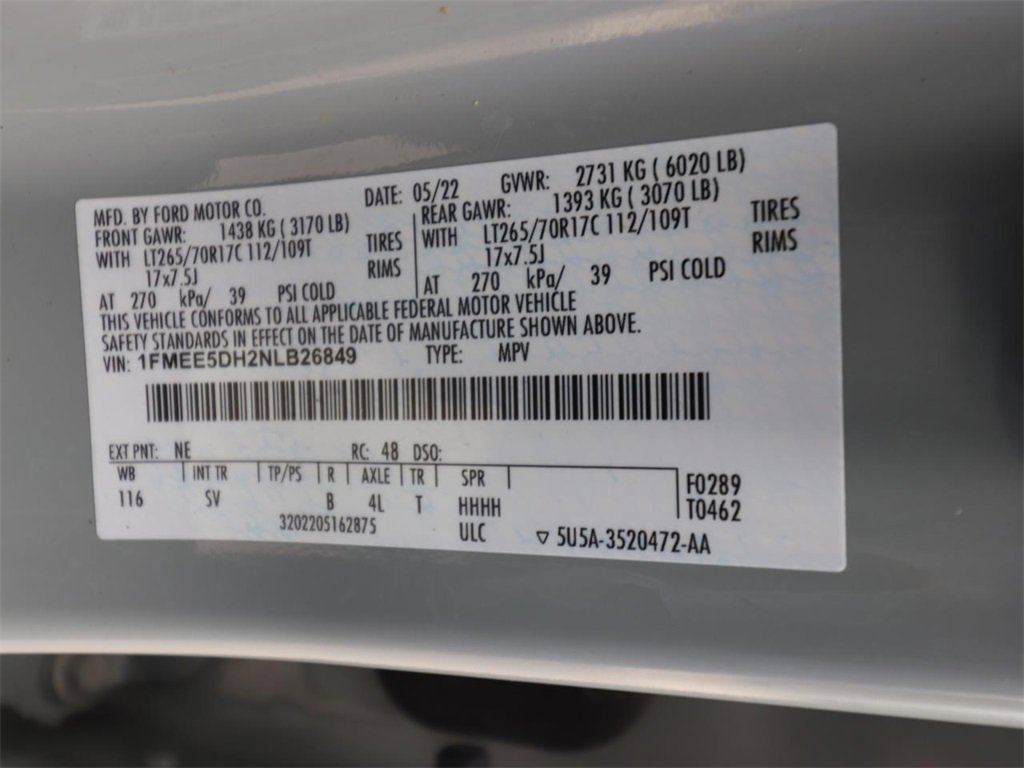 MFD. BY FORD MOTOR CO. DATE: 05/22 GVWR: 2731 KG ( 6020 LB)
FRONT GAWR: 1438 KG ( 3170 LB) REAR GAWR: 1393 KG ( 3070 LB)
WITH LT265/70R17C 112/109T TIRES WITH LT265/70R17C 112/109T TIRES
17x7.5J RIMS 17x7.5J RIMS
AT 270 kPa/ 39 PSI COLD AT 270 kPa/ 39 PSI COLD
THIS VEHICLE CONFORMS TO ALL APPLICABLE FEDERAL MOTOR VEHICLE
SAFETY STANDARDS IN EFFECT ON THE DATE OF MANUFACTURE SHOWN ABOVE.
VIN: 1FMEE5DH2NLB26849 TYPE: MPV
EXT PNT: NE RC: 48 DSO:
WB INT TR TP/PS R AXLE TR SPR F0289
116 SV B 4L T HHHH T0462
3202205162875 ULC ▽ 5U5A-3520472-AA